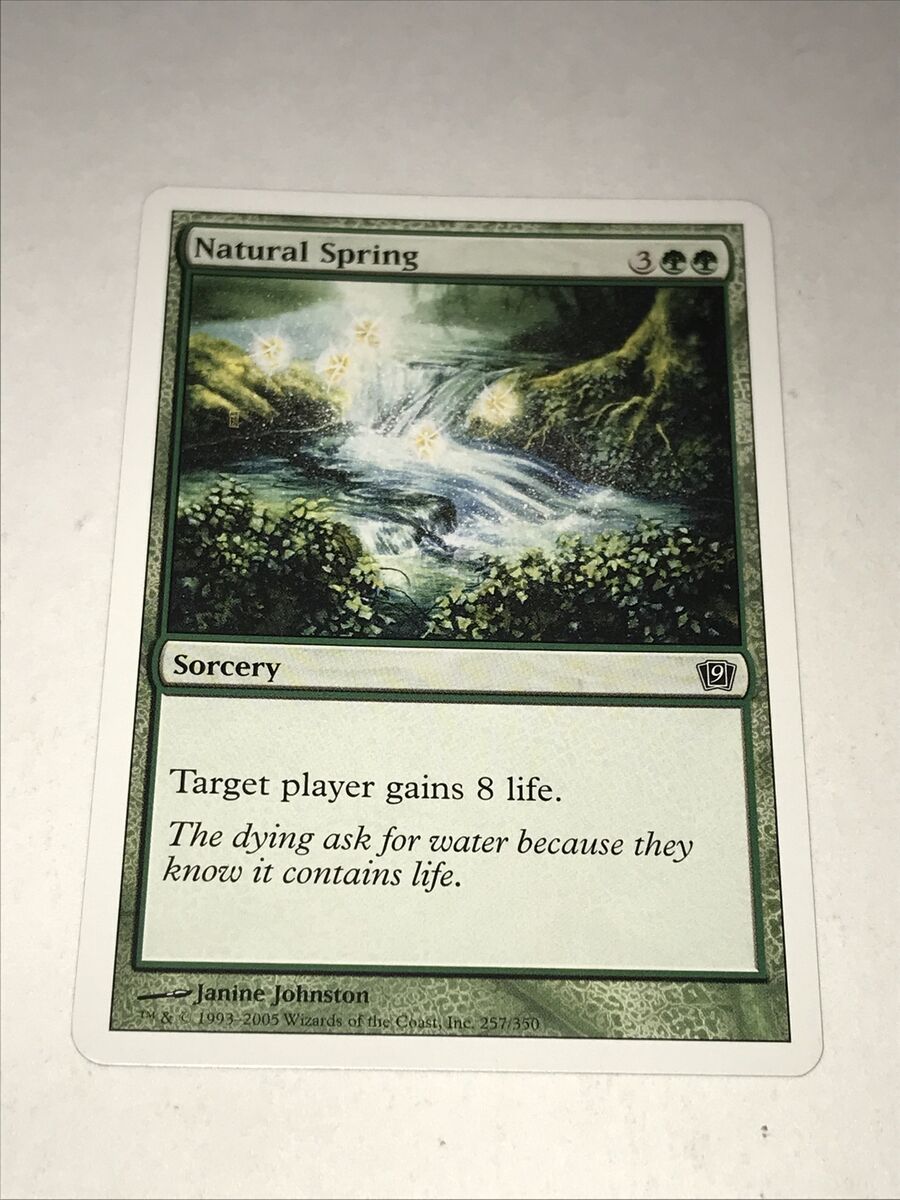 Natural Spring 3
Sorcery 9
Target player gains 8 life.
The dying ask for water because they
know it contains life.
Janine Johnston
™ & © 1993–2005 Wizards of the Coast, Inc. 257/350